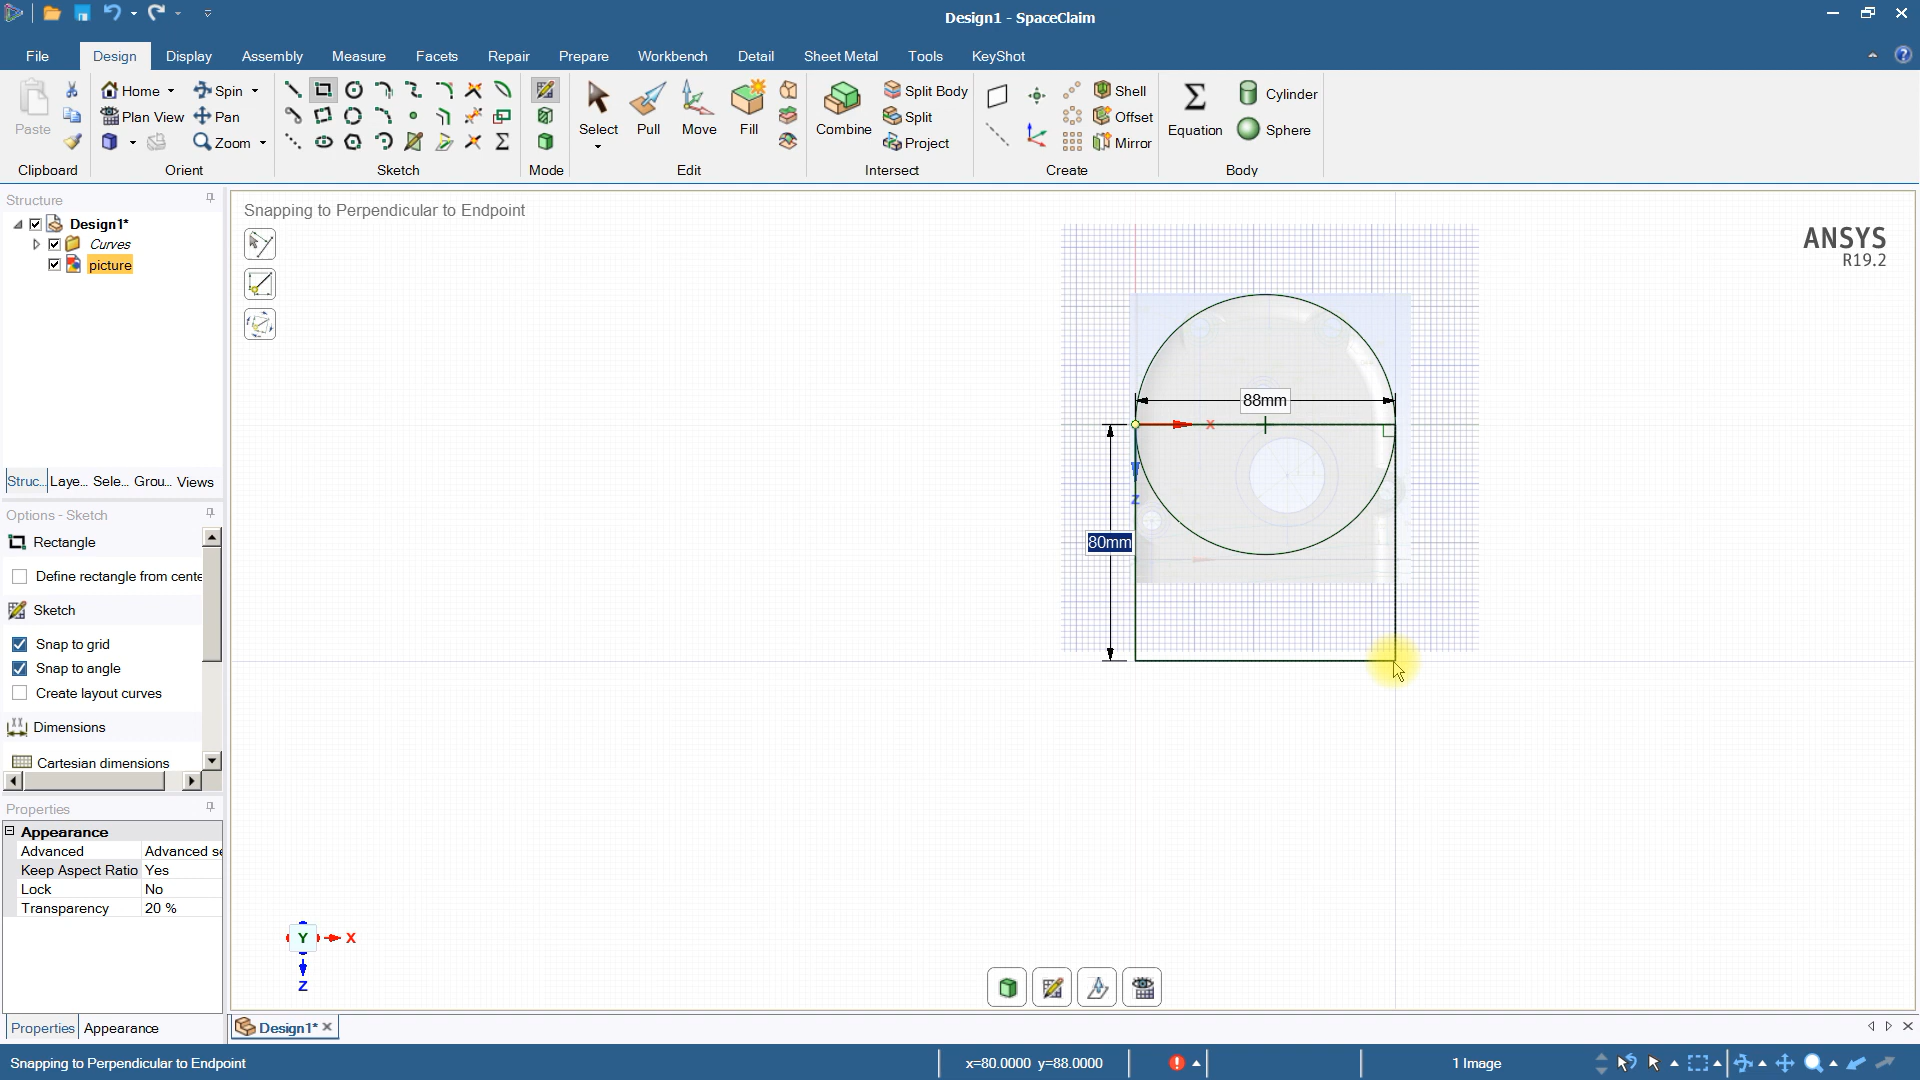 Design1 - SpaceClaim
File
Design
Display
Assembly
Measure
Facets
Repair
Prepare
Workbench
Detail
Sheet Metal
Tools
KeyShot
Paste
Home
Spin
Plan View
Pan
Zoom
Select
Pull
Move
Fill
Combine
Split Body
Split
Project
Shell
Offset
Mirror
Equation
Cylinder
Sphere
Clipboard
Orient
Sketch
Mode
Edit
Intersect
Create
Body
Structure
Design1*
Curves
picture
Struc... Laye... Sele... Grou... Views
Options - Sketch
Rectangle
Define rectangle from cente
Sketch
Snap to grid
Snap to angle
Create layout curves
Dimensions
Cartesian dimensions
Properties
Appearance
Advanced Advanced se
Keep Aspect Ratio Yes
Lock No
Transparency 20 %
Properties Appearance
Snapping to Perpendicular to Endpoint
ANSYS
R19.2
88mm
X
Z
80mm
Y X
Z
Design1*
Snapping to Perpendicular to Endpoint
x=80.0000 y=88.0000
1 Image